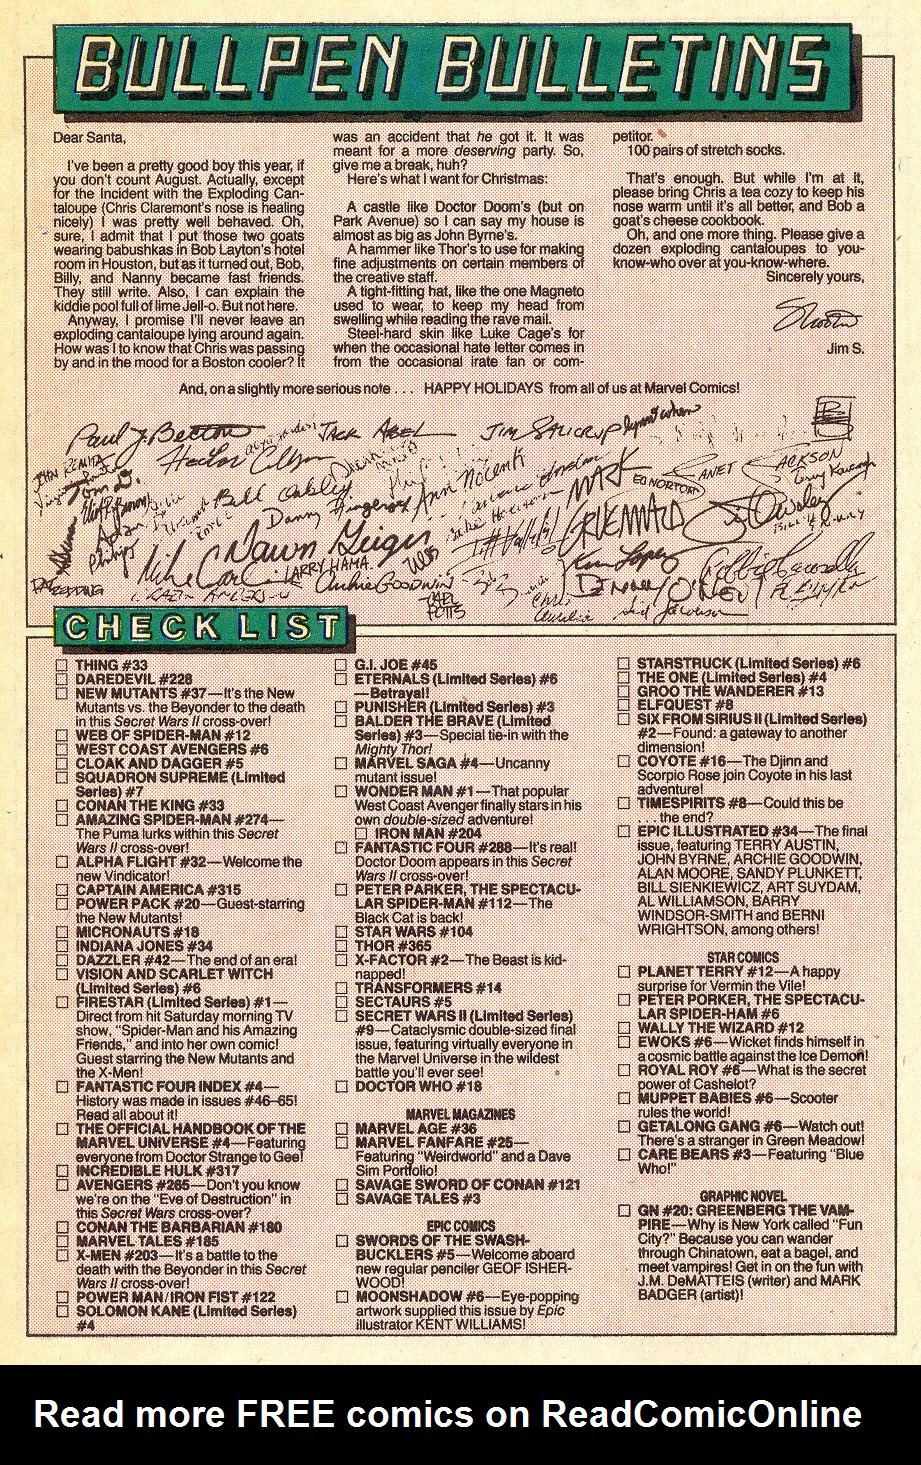 BULLPEN BULLETINS
Dear Santa,
I've been a pretty good boy this year, if
you don't count August. Actually, except
for the Incident with the Exploding Can-
taloupe (Chris Claremont's nose is healing
nicely) I was pretty well behaved. Oh,
sure, I admit that I put those two goats
wearing babushkas in Bob Layton's hotel
room in Houston, but as it turned out, Bob,
Billy, and Nanny became fast friends.
They still write. Also, I can explain the
kiddie pool full of lime Jell-o. But not here.
Anyway, I promise I'll never leave an
exploding cantaloupe lying around again.
How was I to know that Chris was passing
by and in the mood for a Boston cooler? It
was an accident that he got it. It was
meant for a more deserving party. So,
give me a break, huh?
Here's what I want for Christmas:
A castle like Doctor Doom's (but on
Park Avenue) so I can say my house is
almost as big as John Byrne's.
A hammer like Thor's to use for making
fine adjustments on certain members of
the creative staff.
A tight-fitting hat, like the one Magneto
used to wear, to keep my head from
swelling while reading the rave mail.
Steel-hard skin like Luke Cage's for
when the occasional hate letter comes in
from the occasional irate fan or com-
petitor.
100 pairs of stretch socks.
That's enough. But while I'm at it,
please bring Chris a tea cozy to keep his
nose warm until it's all better, and Bob a
goat's cheese cookbook.
Oh, and one more thing. Please give a
dozen exploding cantaloupes to you-
know-who over at you-know-where.
Sincerely yours,
Jim S.
And, on a slightly more serious note . . . HAPPY HOLIDAYS from all of us at Marvel Comics!
Paul J. Becton
JACK ABEL
JIM SALICRUP
Hector Collazo
JOHN ROMITA
Tom D.
Bill Oakley
Ann Nocenti
MARK
GRUENWALD
ED NORTON
JANET JACKSON
Danny Fingeroth
Mike Carlin
Dawn Geiger
LARRY HAMA
Archie GOODWIN
CARL
POTTS
Ken Lopez
DENNY O'NEIL
Robbie Carosella
Jim Owsley
PAT REDDING
CHECK LIST
THING #33
DAREDEVIL #228
NEW MUTANTS #37—It's the New
Mutants vs. the Beyonder to the death
in this Secret Wars II cross-over!
WEB OF SPIDER-MAN #12
WEST COAST AVENGERS #6
CLOAK AND DAGGER #5
SQUADRON SUPREME (Limited
Series) #7
CONAN THE KING #33
AMAZING SPIDER-MAN #274—
The Puma lurks within this Secret
Wars II cross-over!
ALPHA FLIGHT #32—Welcome the
new Vindicator!
CAPTAIN AMERICA #315
POWER PACK #20—Guest-starring
the New Mutants!
MICRONAUTS #18
INDIANA JONES #34
DAZZLER #42—The end of an era!
VISION AND SCARLET WITCH
(Limited Series) #6
FIRESTAR (Limited Series) #1—
Direct from hit Saturday morning TV
show, "Spider-Man and his Amazing
Friends," and into her own comic!
Guest starring the New Mutants and
the X-Men!
FANTASTIC FOUR INDEX #4—
History was made in issues #46–65!
Read all about it!
THE OFFICIAL HANDBOOK OF THE
MARVEL UNIVERSE #4—Featuring
everyone from Doctor Strange to Gee!
INCREDIBLE HULK #317
AVENGERS #265—Don't you know
we're on the "Eve of Destruction" in
this Secret Wars cross-over?
CONAN THE BARBARIAN #180
MARVEL TALES #185
X-MEN #203—It's a battle to the
death with the Beyonder in this Secret
Wars II cross-over!
POWER MAN/IRON FIST #122
SOLOMON KANE (Limited Series)
#4
G.I. JOE #45
ETERNALS (Limited Series) #6
—Betrayal!
PUNISHER (Limited Series) #3
BALDER THE BRAVE (Limited
Series) #3—Special tie-in with the
Mighty Thor!
MARVEL SAGA #4—Uncanny
mutant issue!
WONDER MAN #1—That popular
West Coast Avenger finally stars in his
own double-sized adventure!
IRON MAN #204
FANTASTIC FOUR #288—It's real!
Doctor Doom appears in this Secret
Wars II cross-over!
PETER PARKER, THE SPECTACU-
LAR SPIDER-MAN #112—The
Black Cat is back!
STAR WARS #104
THOR #365
X-FACTOR #2—The Beast is kid-
napped!
TRANSFORMERS #14
SECTAURS #5
SECRET WARS II (Limited Series)
#9—Cataclysmic double-sized final
issue, featuring virtually everyone in
the Marvel Universe in the wildest
battle you'll ever see!
DOCTOR WHO #18
MARVEL MAGAZINES
MARVEL AGE #36
MARVEL FANFARE #25—
Featuring "Weirdworld" and a Dave
Sim Portfolio!
SAVAGE SWORD OF CONAN #121
SAVAGE TALES #3
EPIC COMICS
SWORDS OF THE SWASH-
BUCKLERS #5—Welcome aboard
new regular penciler GEOF ISHER-
WOOD!
MOONSHADOW #6—Eye-popping
artwork supplied this issue by Epic
illustrator KENT WILLIAMS!
STARSTRUCK (Limited Series) #6
THE ONE (Limited Series) #4
GROO THE WANDERER #13
ELFQUEST #8
SIX FROM SIRIUS II (Limited Series)
#2—Found: a gateway to another
dimension!
COYOTE #16—The Djinn and
Scorpio Rose join Coyote in his last
adventure!
TIMESPIRITS #8—Could this be
. . . the end?
EPIC ILLUSTRATED #34—The final
issue, featuring TERRY AUSTIN,
JOHN BYRNE, ARCHIE GOODWIN,
ALAN MOORE, SANDY PLUNKETT,
BILL SIENKIEWICZ, ART SUYDAM,
AL WILLIAMSON, BARRY
WINDSOR-SMITH and BERNI
WRIGHTSON, among others!
STAR COMICS
PLANET TERRY #12—A happy
surprise for Vermin the Vile!
PETER PORKER, THE SPECTACU-
LAR SPIDER-HAM #6
WALLY THE WIZARD #12
EWOKS #6—Wicket finds himself in
a cosmic battle against the Ice Demon!
ROYAL ROY #6—What is the secret
power of Cashelot?
MUPPET BABIES #6—Scooter
rules the world!
GETALONG GANG #6—Watch out!
There's a stranger in Green Meadow!
CARE BEARS #3—Featuring "Blue
Who!"
GRAPHIC NOVEL
GN #20: GREENBERG THE VAM-
PIRE—Why is New York called "Fun
City?" Because you can wander
through Chinatown, eat a bagel, and
meet vampires! Get in on the fun with
J.M. DeMATTEIS (writer) and MARK
BADGER (artist)!
Read more FREE comics on ReadComicOnline